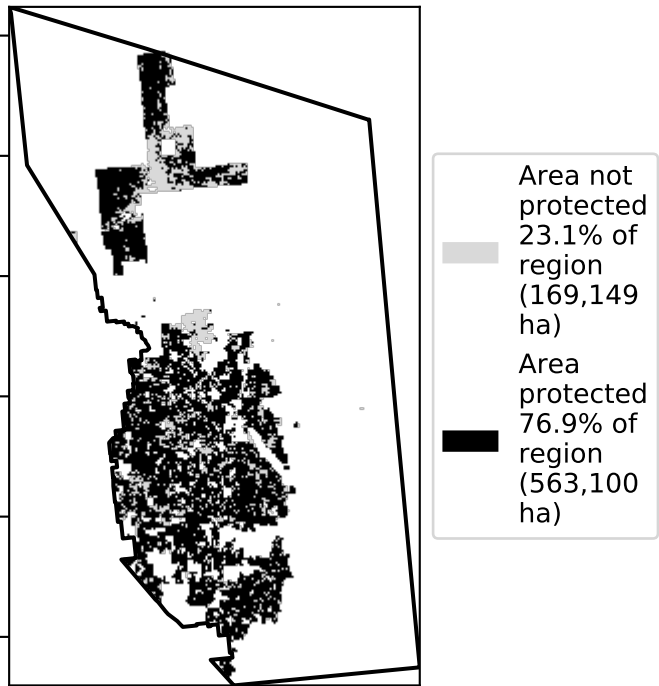 Area not
protected
23.1% of
region
(169,149
ha)
Area
protected
76.9% of
region
(563,100
ha)